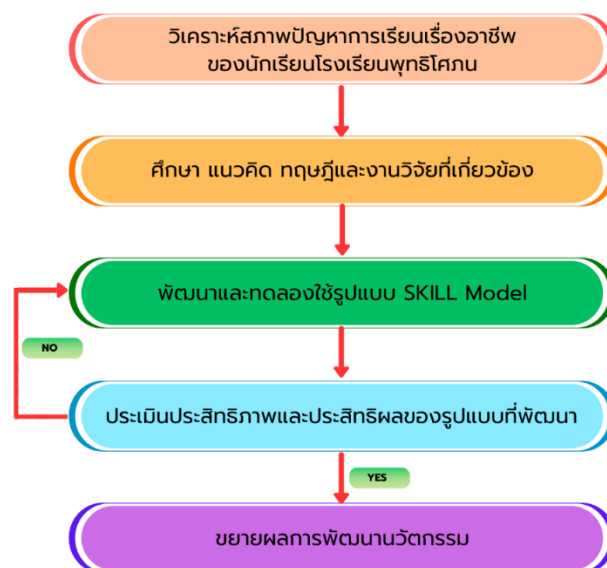 วิเคราะห์สภาพปัญหาการเรียนเรื่องอาชีพ
ของนักเรียนโรงเรียนพุทธิโศภน
ศึกษา แนวคิด ทฤษฎีและงานวิจัยที่เกี่ยวข้อง
พัฒนาและทดลองใช้รูปแบบ SKILL Model
NO
ประเมินประสิทธิภาพและประสิทธิผลของรูปแบบที่พัฒนา
YES
ขยายผลการพัฒนานวัตกรรม